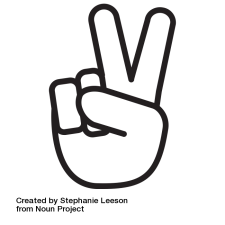 Created by Stephanie Leeson
from Noun Project